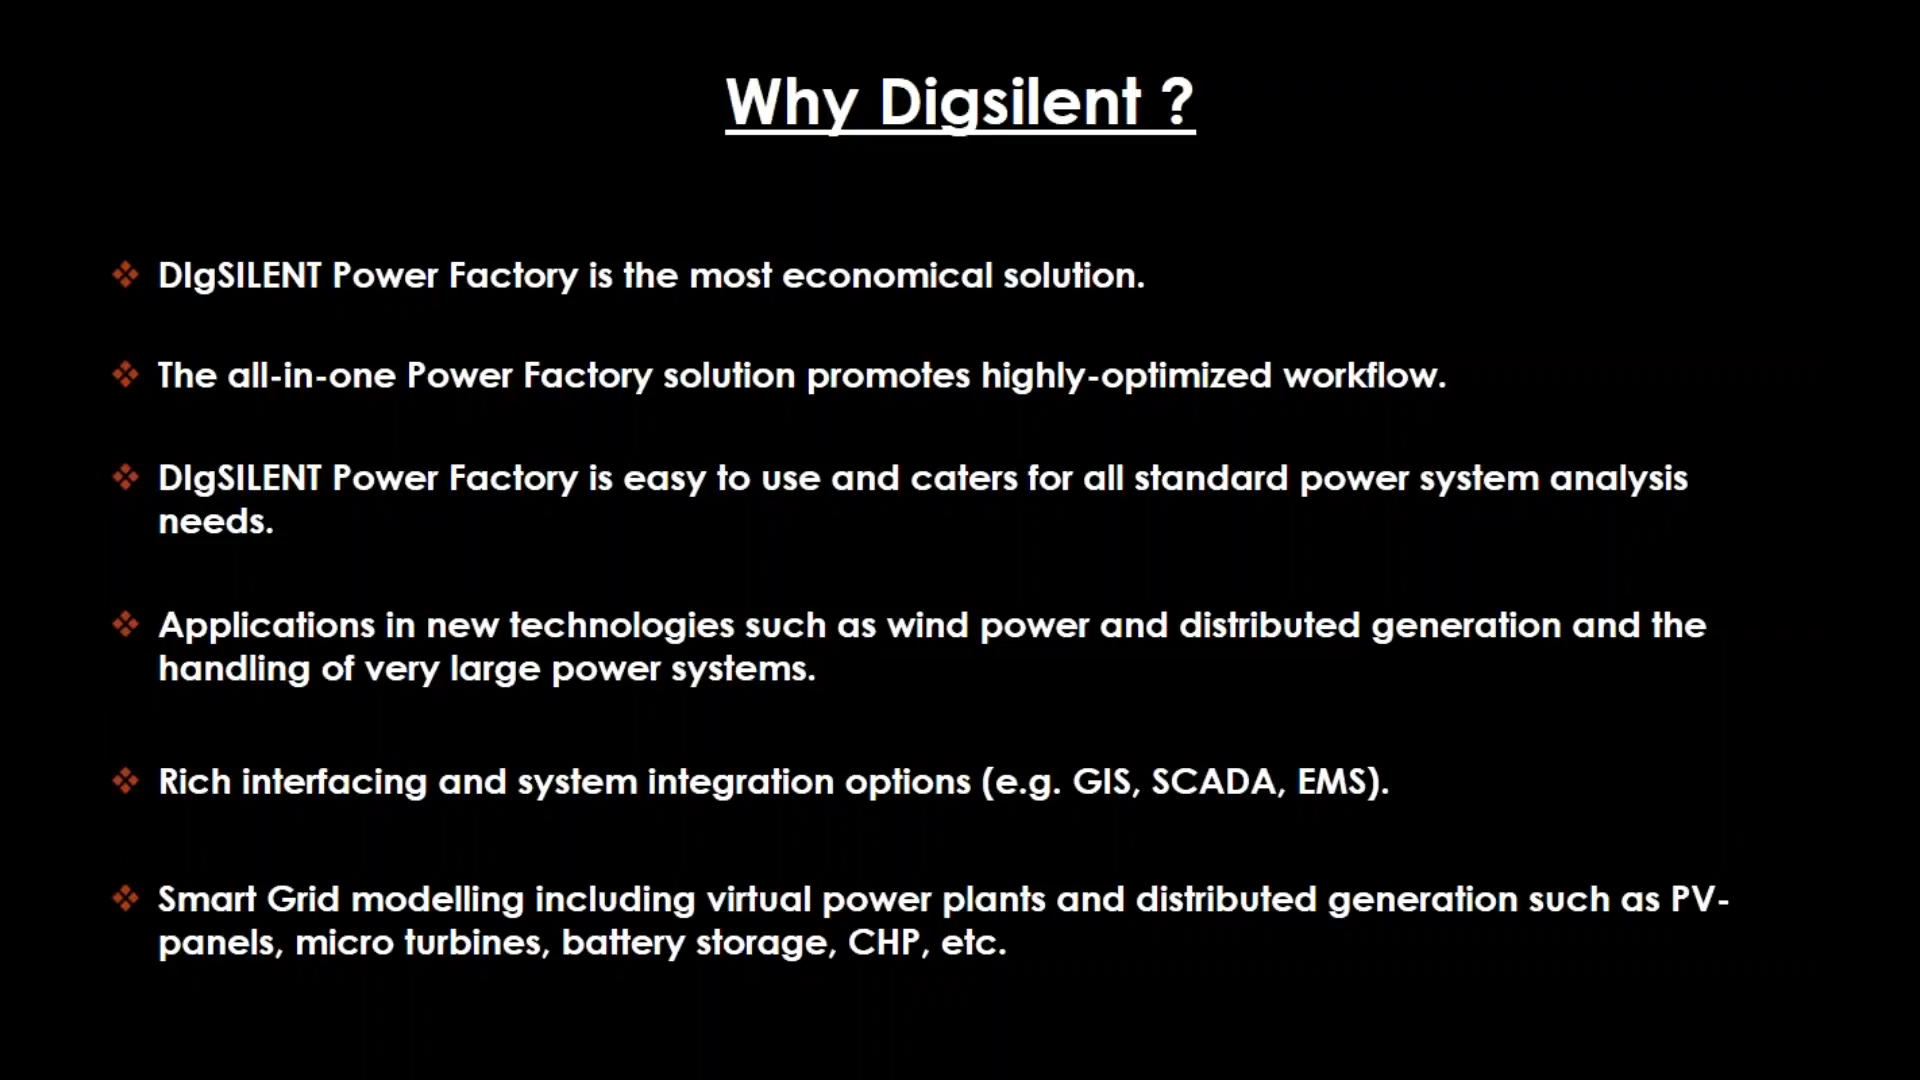 Why Digsilent ?
DIgSILENT Power Factory is the most economical solution.
The all-in-one Power Factory solution promotes highly-optimized workflow.
DIgSILENT Power Factory is easy to use and caters for all standard power system analysis
needs.
Applications in new technologies such as wind power and distributed generation and the
handling of very large power systems.
Rich interfacing and system integration options (e.g. GIS, SCADA, EMS).
Smart Grid modelling including virtual power plants and distributed generation such as PV-
panels, micro turbines, battery storage, CHP, etc.